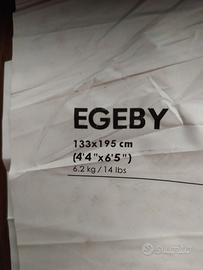 EGEBY
133x195 cm
(4'4"x6'5")
6.2 kg / 14 lbs